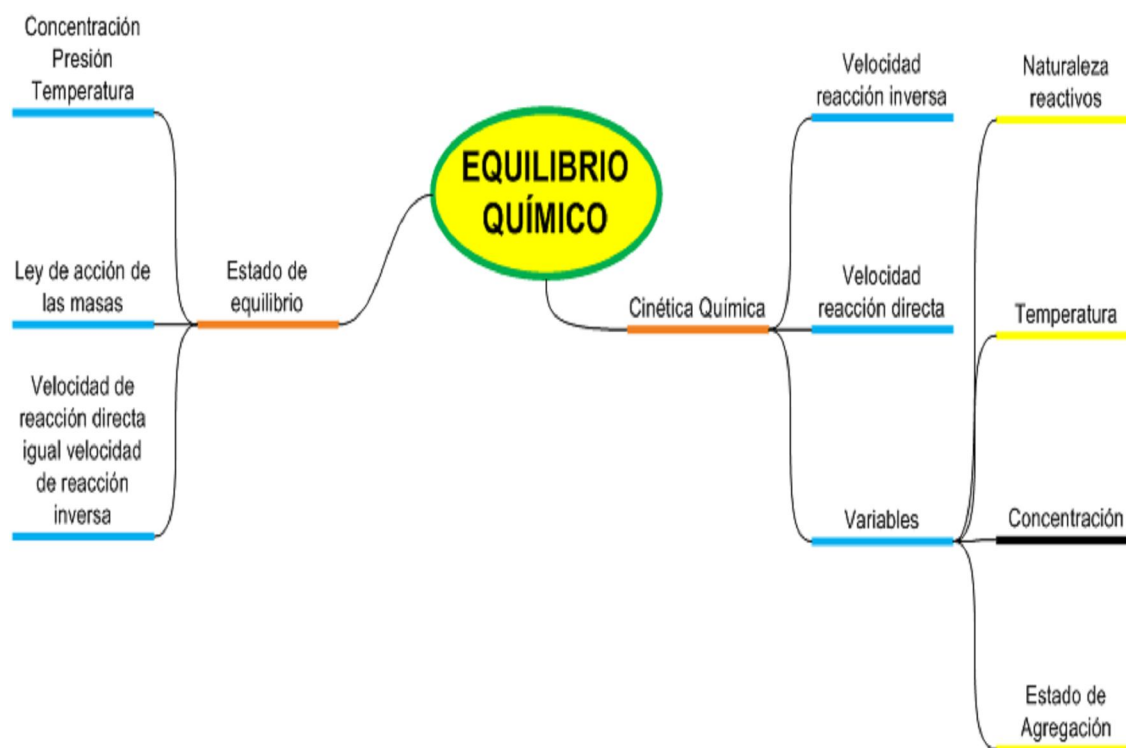 EQUILIBRIO
QUÍMICO
Concentración
Presión
Temperatura
Ley de acción de
las masas
Velocidad de
reacción directa
igual velocidad
de reacción
inversa
Estado de
equilibrio
Cinética Química
Velocidad
reacción inversa
Velocidad
reacción directa
Variables
Naturaleza
reactivos
Temperatura
Concentración
Estado de
Agregación